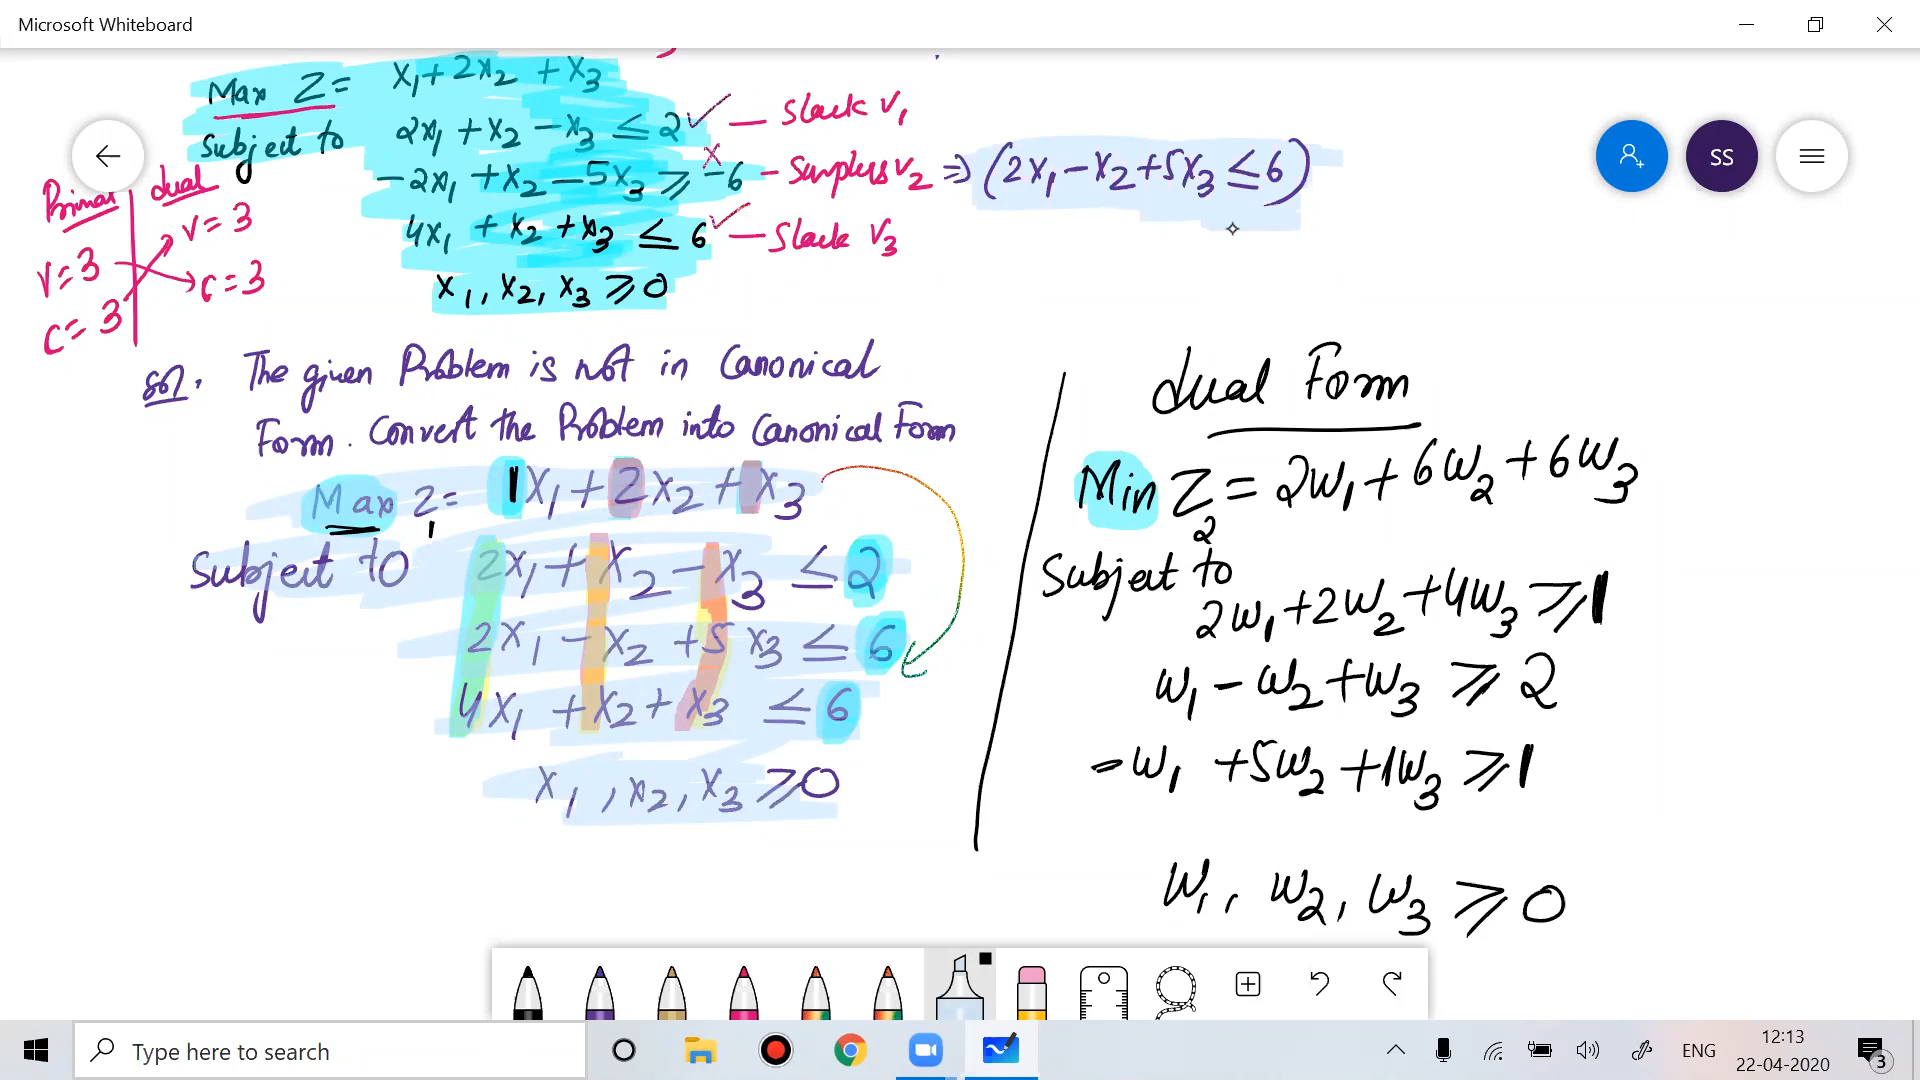 Microsoft Whiteboard
Max Z = x₁ + 2x₂ + x₃
Subject to 2x₁ + x₂ - x₃ ≤ 2 ✓ — Slack v₁
-2x₁ + x₂ - 5x₃ ≥ -6 x - Surplus v₂ ⇒ (2x₁ - x₂ + 5x₃ ≤ 6)
4x₁ + x₂ + x₃ ≤ 6 ✓ — Slack v₃
x₁, x₂, x₃ ≥ 0
Primal dual
v = 3
v = 3
c = 3
c = 3
SS
Sol. The given Problem is not in Canonical
Form. Convert the Problem into Canonical Form
Max Z₁ = 1x₁ + 2x₂ + x₃
Subject to 2x₁ + x₂ - x₃ ≤ 2
2x₁ - x₂ + 5x₃ ≤ 6
4x₁ + x₂ + x₃ ≤ 6
x₁, x₂, x₃ ≥ 0
dual Form
Min Z₂ = 2w₁ + 6w₂ + 6w₃
Subject to
2w₁ + 2w₂ + 4w₃ ≥ 1
w₁ - w₂ + w₃ ≥ 2
-w₁ + 5w₂ + 1w₃ ≥ 1
w₁, w₂, w₃ ≥ 0
Type here to search
ENG
12:13
22-04-2020
3